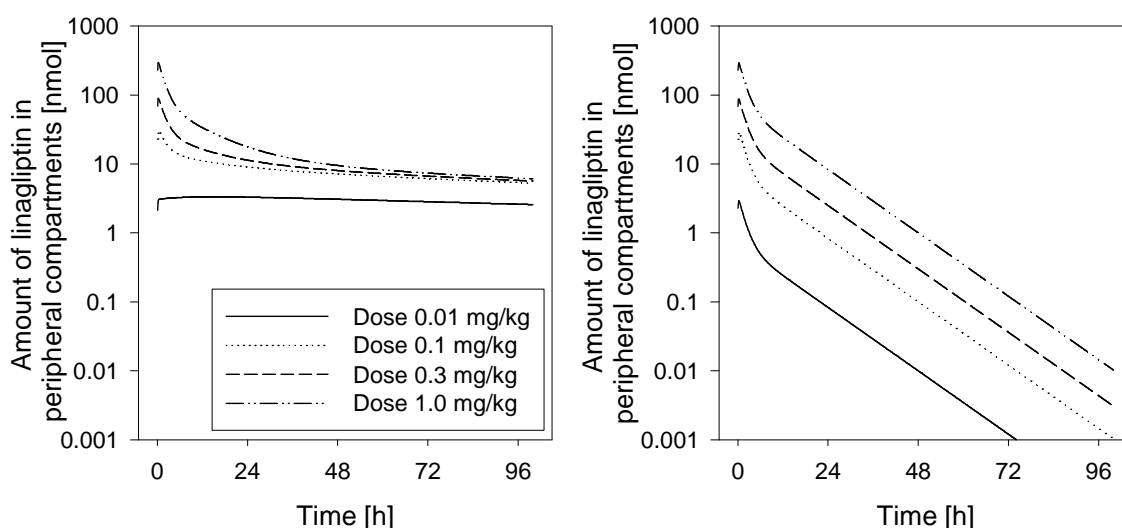 Amount of linagliptin in
peripheral compartments [nmol]
1000
100
10
1
0.1
0.01
0.001
Dose 0.01 mg/kg
Dose 0.1 mg/kg
Dose 0.3 mg/kg
Dose 1.0 mg/kg
0 24 48 72 96
Time [h]
Amount of linagliptin in
peripheral compartments [nmol]
1000
100
10
1
0.1
0.01
0.001
0 24 48 72 96
Time [h]